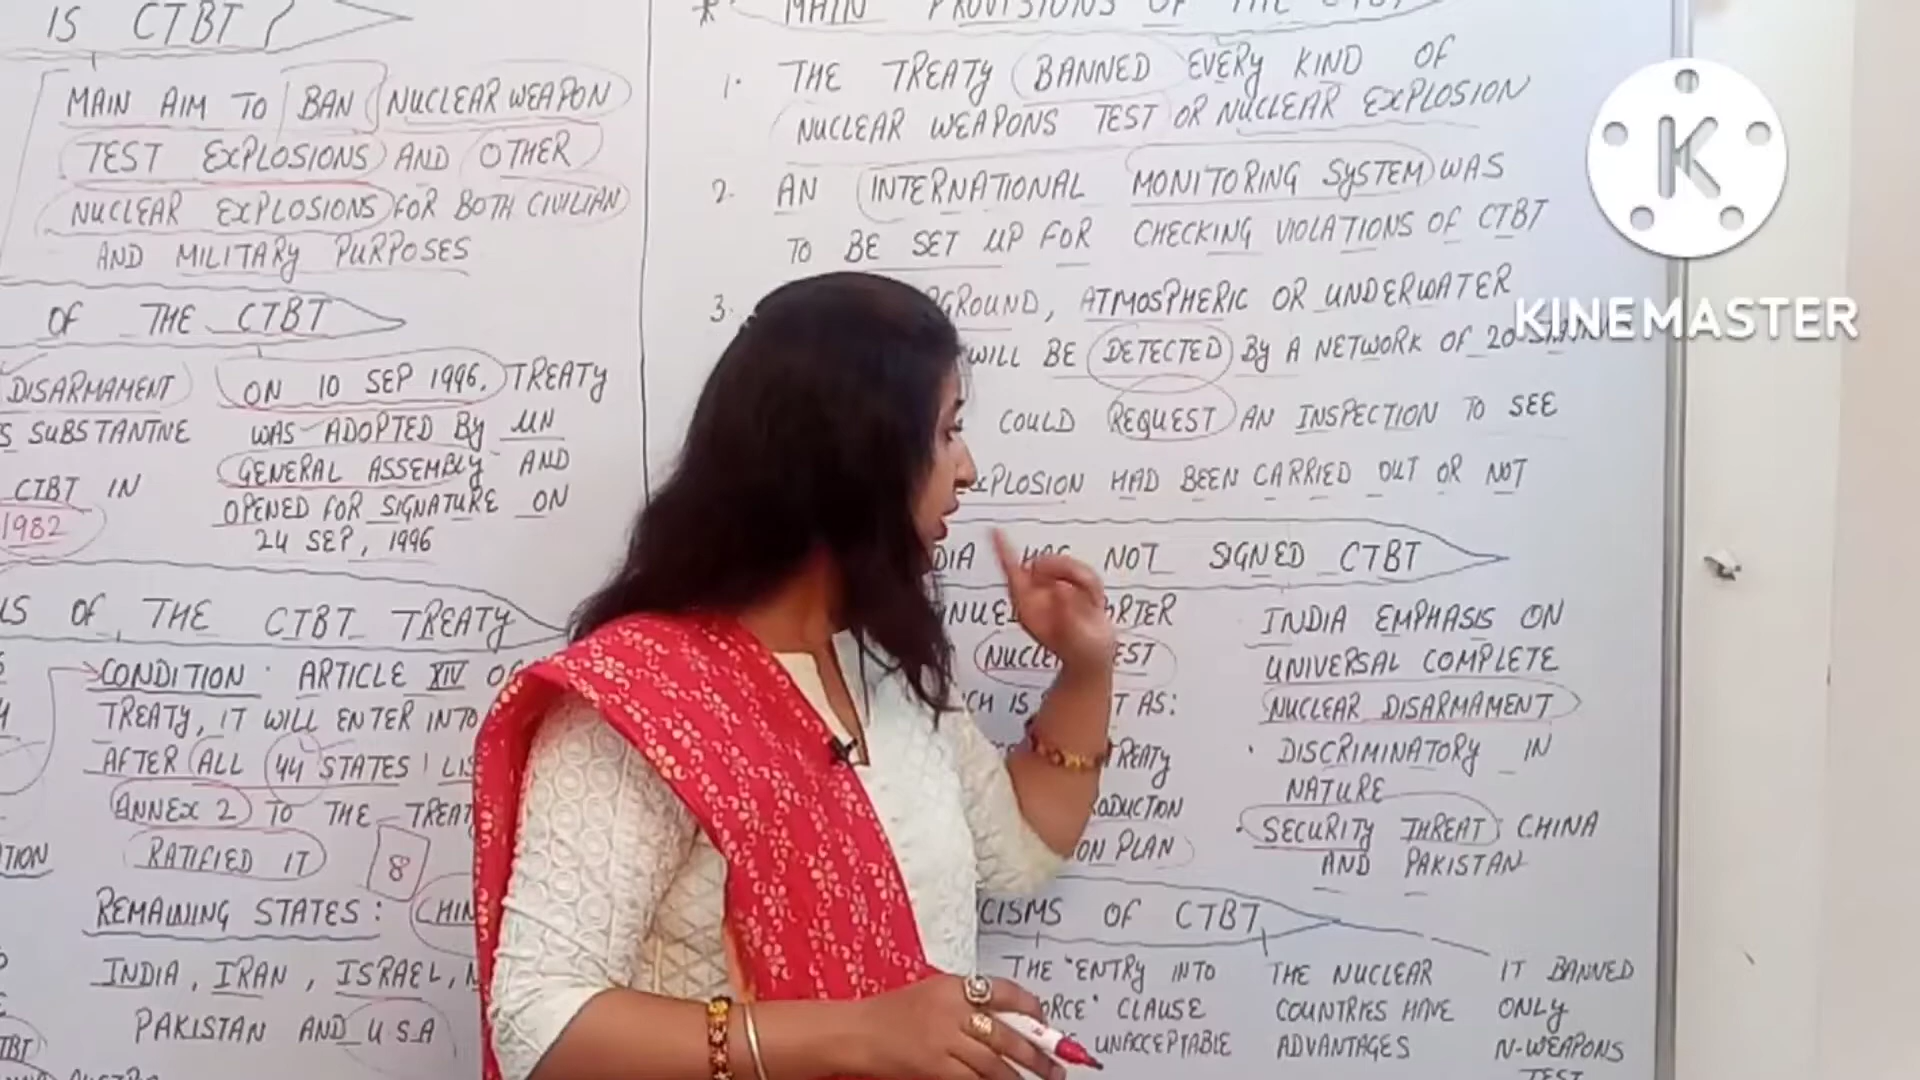 IS CTBT?
MAIN AIM TO BAN NUCLEAR WEAPON
TEST EXPLOSIONS AND OTHER
NUCLEAR EXPLOSIONS FOR BOTH CIVILIAN
AND MILITARY PURPOSES
OF THE CTBT
DISARMAMENT
SUBSTANTIVE
CTBT IN
1982
ON 10 SEP 1996, TREATY
WAS ADOPTED BY UN
GENERAL ASSEMBLY AND
OPENED FOR SIGNATURE ON
24 SEP, 1996
OF THE CTBT TREATY
CONDITION: ARTICLE XIV
TREATY, IT WILL ENTER INTO
AFTER ALL 44 STATES
ANNEX 2 TO THE
RATIFIED IT
8
REMAINING STATES:
INDIA, IRAN, ISRAEL,
PAKISTAN AND U.S.A
MAIN PROVISIONS OF THE CTBT
1. THE TREATY BANNED EVERY KIND OF
NUCLEAR WEAPONS TEST OR NUCLEAR EXPLOSION
2. AN INTERNATIONAL MONITORING SYSTEM WAS
TO BE SET UP FOR CHECKING VIOLATIONS OF CTBT
3. ATMOSPHERIC OR UNDERWATER
WILL BE DETECTED BY A NETWORK OF 20
COULD REQUEST AN INSPECTION TO SEE
HAD BEEN CARRIED OUT OR NOT
NOT SIGNED CTBT
INDIA EMPHASIS ON
UNIVERSAL COMPLETE
NUCLEAR DISARMAMENT
• DISCRIMINATORY IN
NATURE
• SECURITY THREAT: CHINA
AND PAKISTAN
PLAN
OF CTBT
THE "ENTRY INTO
CLAUSE
UNACCEPTABLE
THE NUCLEAR
COUNTRIES HAVE
ADVANTAGES
IT BANNED
ONLY
N-WEAPONS
TEST
K
KINEMASTER